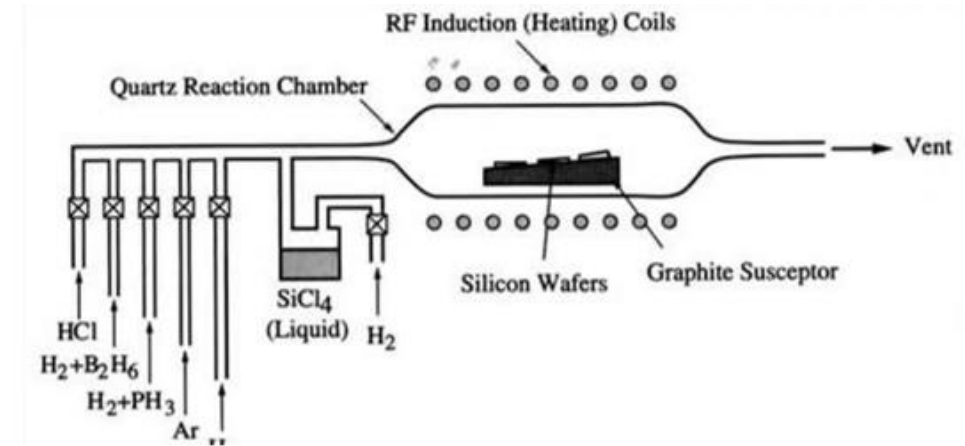 RF Induction (Heating) Coils
Quartz Reaction Chamber
Vent
Silicon Wafers
Graphite Susceptor
SiCl4
(Liquid)
H2
HCl
H2+B2H6
H2+PH3
Ar